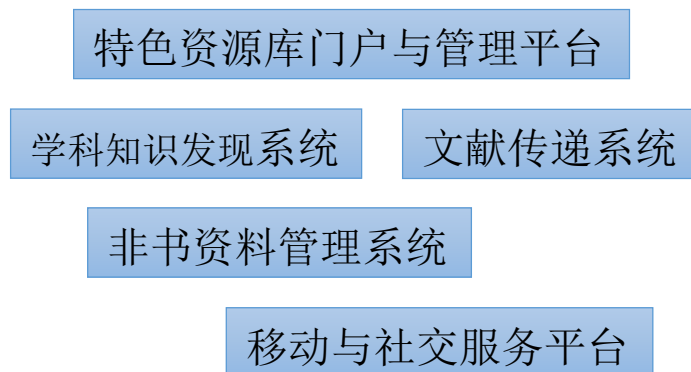 特色资源库门户与管理平台
学科知识发现系统
文献传递系统
非书资料管理系统
移动与社交服务平台